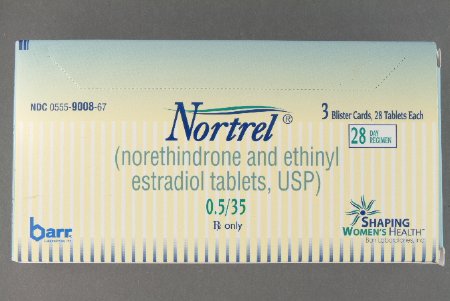 NDC 0555-9008-67
Nortrel®
3 Blister Cards, 28 Tablets Each
28 DAY REGIMEN
(norethindrone and ethinyl
estradiol tablets, USP)
0.5/35
℞ only
barr
SHAPING
WOMEN'S HEALTH™
Barr Laboratories, Inc.